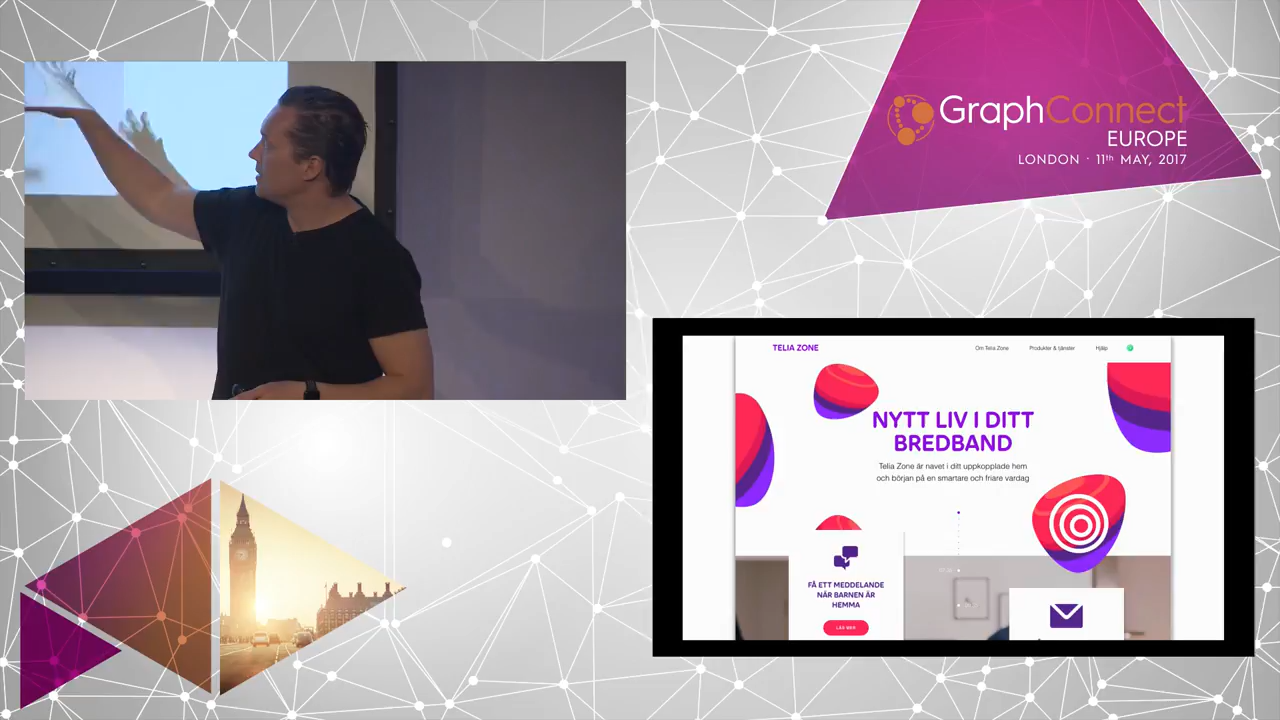 GraphConnect
EUROPE
LONDON · 11th MAY, 2017
TELIA ZONE
Om Telia Zone
Produkter & tjänster
Hjälp
NYTT LIV I DITT
BREDBAND
Telia Zone är navet i ditt uppkopplade hem
och början på en smartare och friare vardag
FÅ ETT MEDDELANDE
NÄR BARNEN ÄR
HEMMA
LÄS MER